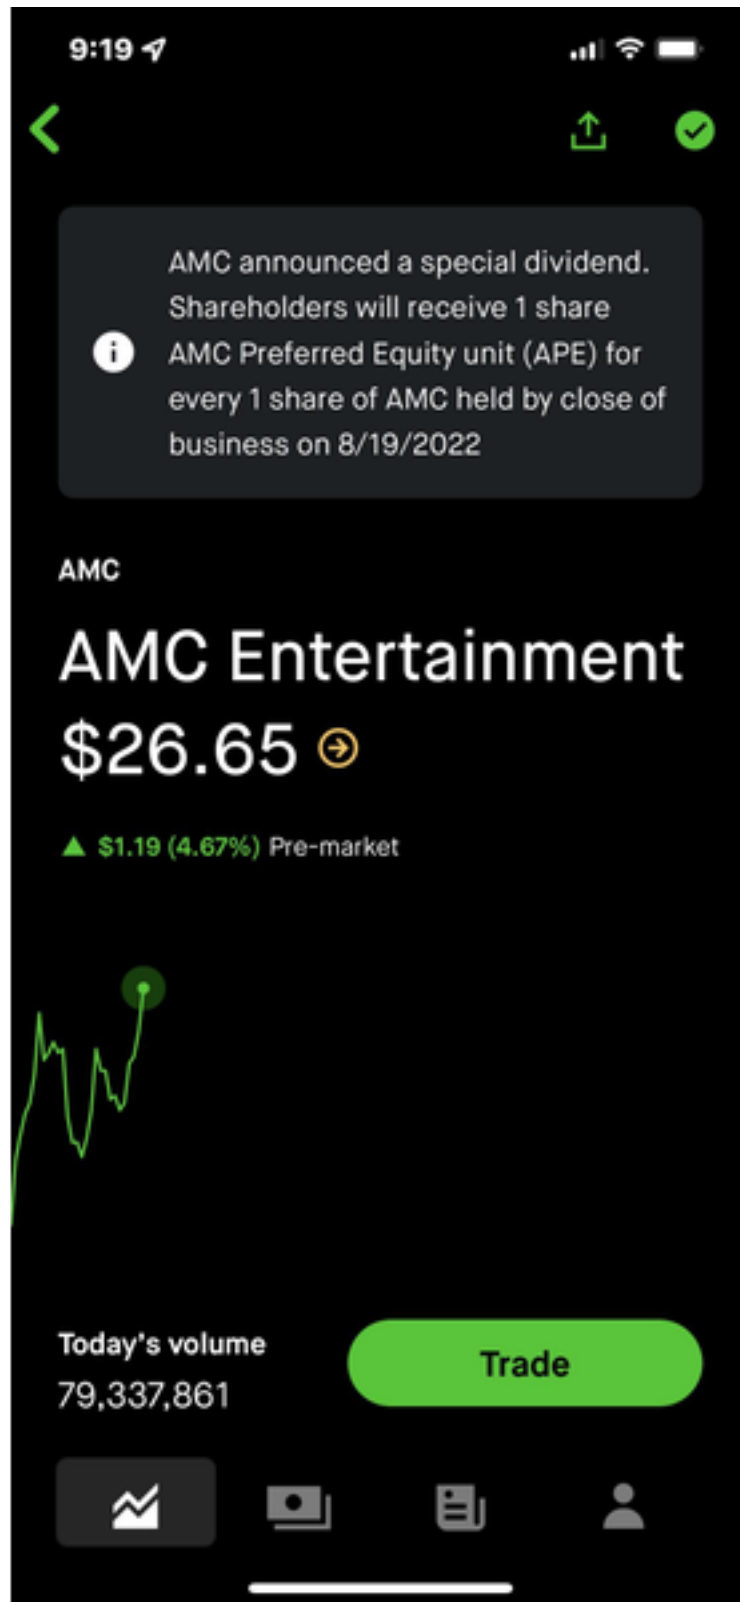 9:19
AMC announced a special dividend.
Shareholders will receive 1 share
AMC Preferred Equity unit (APE) for
every 1 share of AMC held by close of
business on 8/19/2022
AMC
AMC Entertainment
$26.65
$1.19 (4.67%) Pre-market
Today's volume
79,337,861
Trade